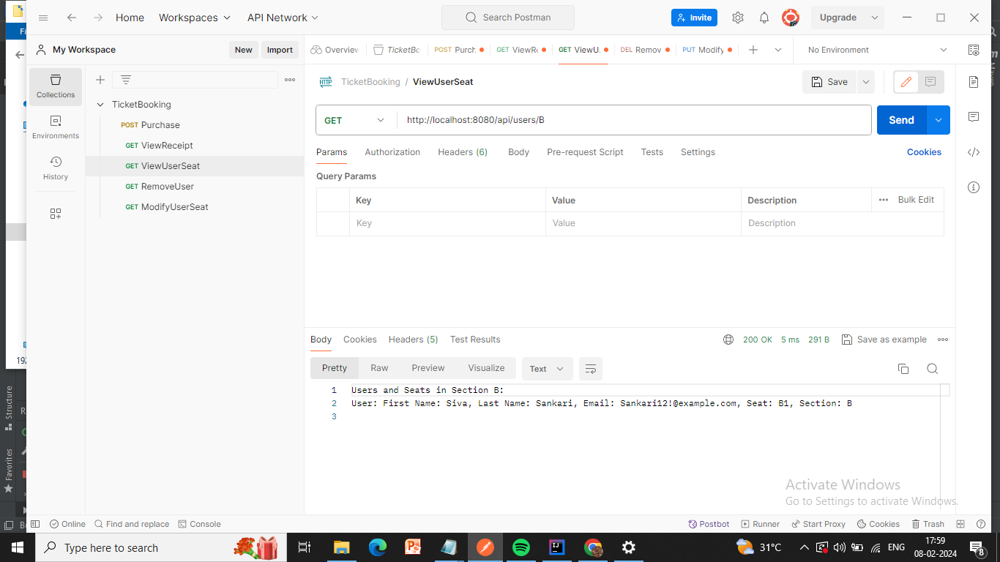 Home
Workspaces
API Network
Search Postman
Invite
Upgrade
Fi
My Workspace
New
Import
Overview
TicketBo
POST Purch
GET ViewRe
GET ViewU.
DEL Remov
PUT Modify
No Environment
Collections
Environments
History
TicketBooking
POST Purchase
GET ViewReceipt
GET ViewUserSeat
GET RemoveUser
GET ModifyUserSeat
TicketBooking / ViewUserSeat
Save
HTTP
GET
http://localhost:8080/api/users/B
Send
Params
Authorization
Headers (6)
Body
Pre-request Script
Tests
Settings
Cookies
Query Params
Key
Value
Description
Bulk Edit
Key
Value
Description
Body
Cookies
Headers (5)
Test Results
200 OK
5 ms
291 B
Save as example
Pretty
Raw
Preview
Visualize
Text
1 Users and Seats in Section B:
2 User: First Name: Siva, Last Name: Sankari, Email: Sankari12!@example.com, Seat: B1, Section: B
3
192
Structure
R
Favorites
Maven
Activate Windows
Go to Settings to activate Windows.
Online
Find and replace
Console
Postbot
Runner
Start Proxy
Cookies
Trash
Type here to search
31°C
ENG
17:59
08-02-2024
8